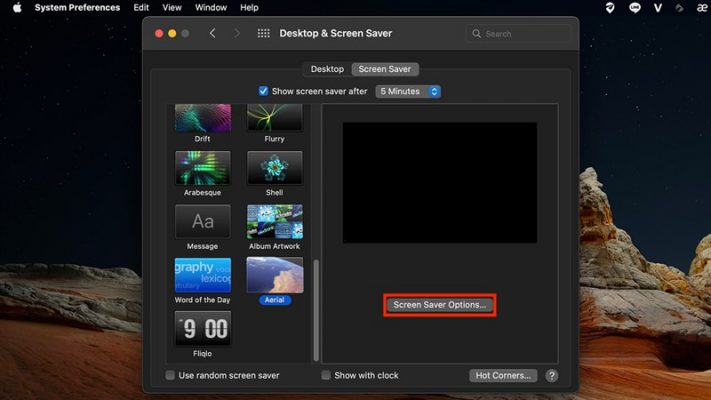 System Preferences Edit View Window Help
Desktop & Screen Saver
Search
Desktop Screen Saver
Show screen saver after 5 Minutes
Drift Flurry
Arabesque Shell
Aa
Message Album Artwork
Word of the Day Aerial
9 00
Fliqlo
Screen Saver Options...
Use random screen saver Show with clock Hot Corners... ?